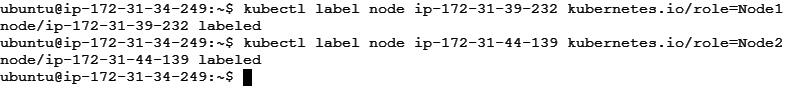 ubuntu@ip-172-31-34-249:~$ kubectl label node ip-172-31-39-232 kubernetes.io/role=Node1
node/ip-172-31-39-232 labeled
ubuntu@ip-172-31-34-249:~$ kubectl label node ip-172-31-44-139 kubernetes.io/role=Node2
node/ip-172-31-44-139 labeled
ubuntu@ip-172-31-34-249:~$